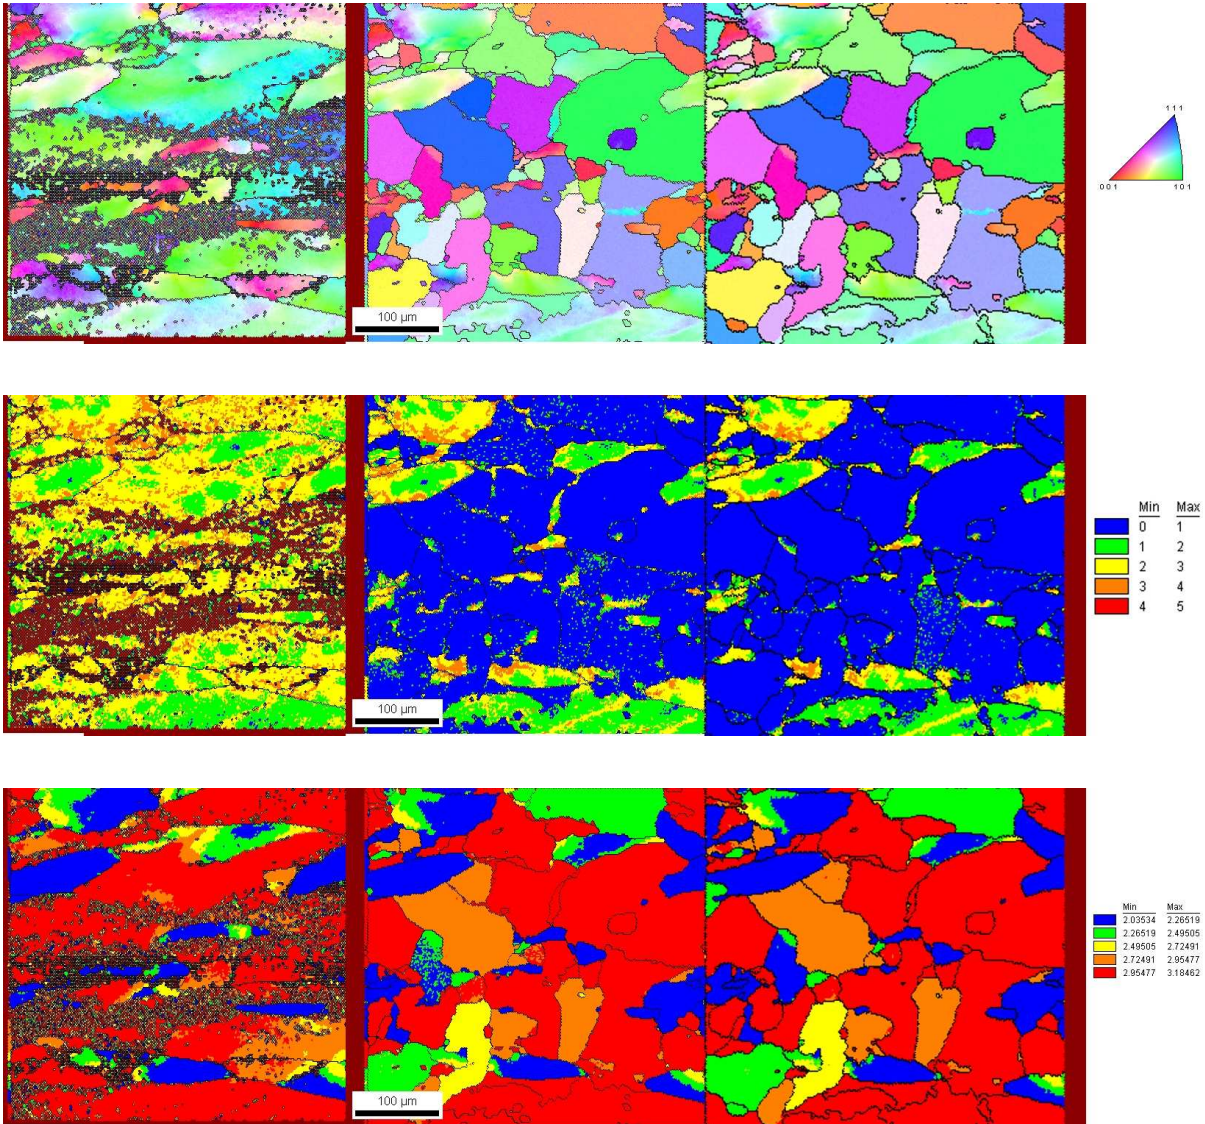 1 1 1
0 0 1 1 0 1
100 µm
Min Max
0 1
1 2
2 3
3 4
4 5
100 µm
Min Max
2.03534 2.26519
2.26519 2.49505
2.49505 2.72491
2.72491 2.95477
2.95477 3.18462
100 µm